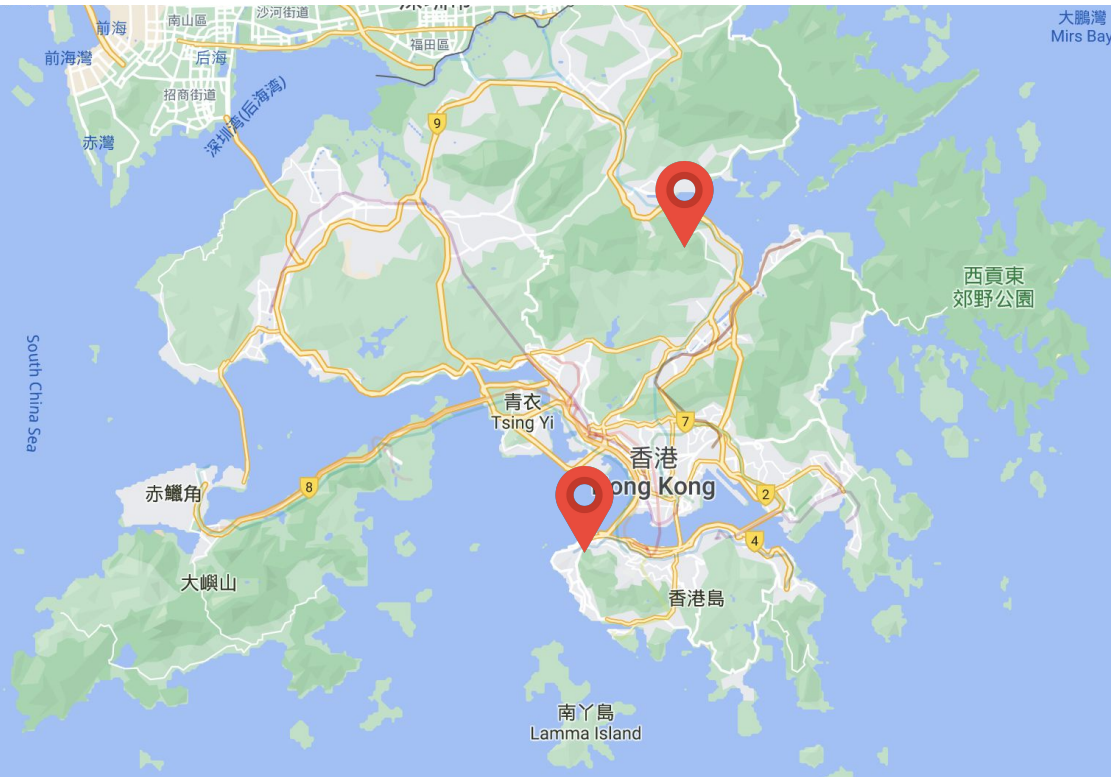 南山區
沙河街道
前海
福田區
大鵬灣
Mirs Bay
前海灣
后海
招商街道
深圳湾(后海湾)
赤灣
9
西貢東
郊野公園
South China Sea
青衣
Tsing Yi
7
香港
Hong Kong
赤鱲角
8
2
4
大嶼山
香港島
南丫島
Lamma Island